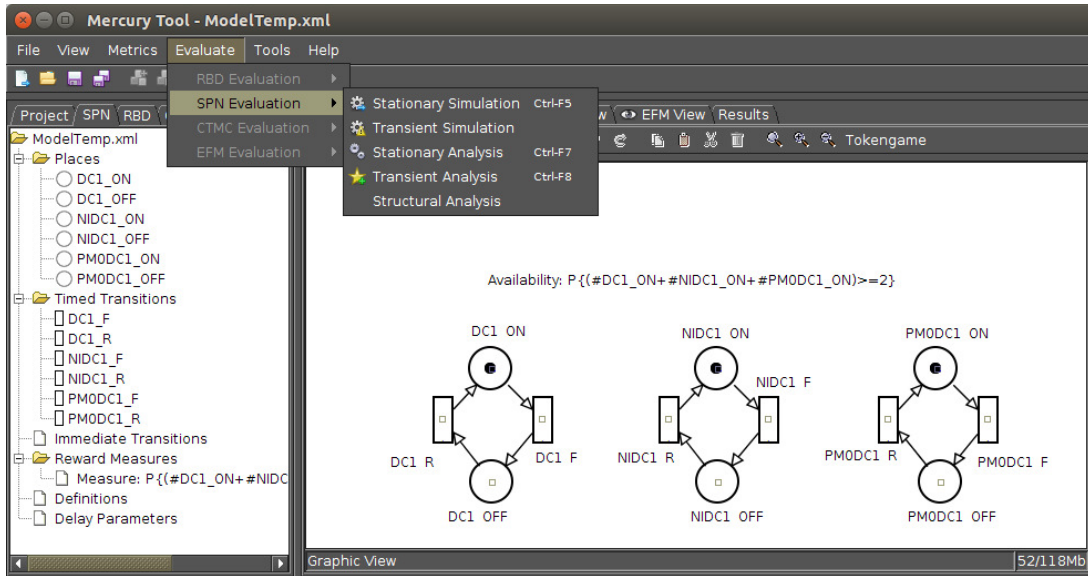 Mercury Tool - ModelTemp.xml
File View Metrics Evaluate Tools Help
RBD Evaluation
SPN Evaluation
CTMC Evaluation
EFM Evaluation
Stationary Simulation Ctrl-F5
Transient Simulation
Stationary Analysis Ctrl-F7
Transient Analysis Ctrl-F8
Structural Analysis
Project SPN RBD
EFM View Results
Tokengame
ModelTemp.xml
Places
DC1_ON
DC1_OFF
NIDC1_ON
NIDC1_OFF
PM0DC1_ON
PM0DC1_OFF
Timed Transitions
DC1_F
DC1_R
NIDC1_F
NIDC1_R
PM0DC1_F
PM0DC1_R
Immediate Transitions
Reward Measures
Measure: P{(#DC1_ON+#NIDC
Definitions
Delay Parameters
Availability: P{(#DC1_ON+#NIDC1_ON+#PM0DC1_ON)>=2}
DC1 ON NIDC1 ON PM0DC1 ON
NIDC1 F
DC1 R DC1 F NIDC1 R PM0DC1 R PM0DC1 F
DC1 OFF NIDC1 OFF PM0DC1 OFF
Graphic View 52/118Mb